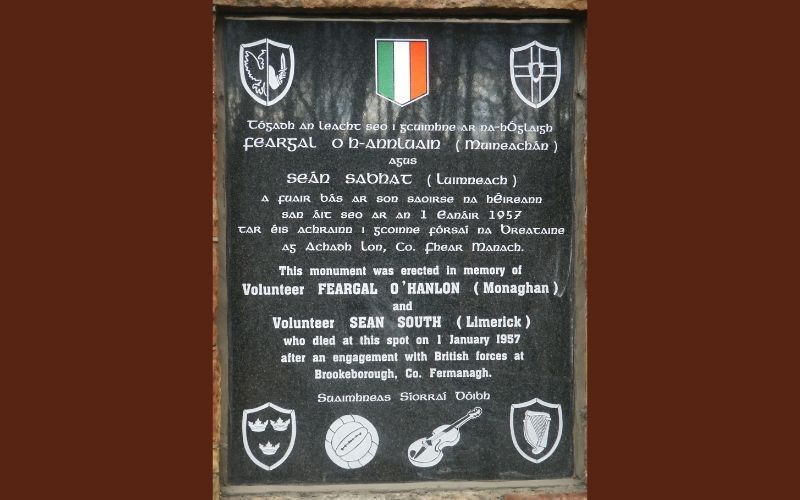 Tógadh an leacht seo i gcuimhne ar na-hÓglaigh
FEARGAL O h-ANNLUAIN ( Muineachán )
agus
SEÁN SABHAT ( Luimneach )
a fuair bás ar son saoirse na hÉireann
san áit seo ar an 1 Eanáir 1957
tar éis achrainn i gcoinne fórsaí na Breataine
ag Achadh Lon, Co. Fhear Manach.
This monument was erected in memory of
Volunteer FEARGAL O'HANLON ( Monaghan )
and
Volunteer SEAN SOUTH ( Limerick )
who died at this spot on 1 January 1957
after an engagement with British forces at
Brookeborough, Co. Fermanagh.
Suaimhneas Síorraí Dóibh